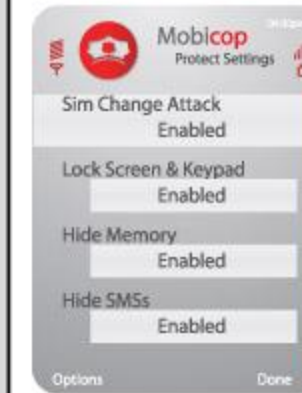 Mobicop
Protect Settings
Sim Change Attack
Enabled
Lock Screen & Keypad
Enabled
Hide Memory
Enabled
Hide SMSs
Enabled
Options
Done